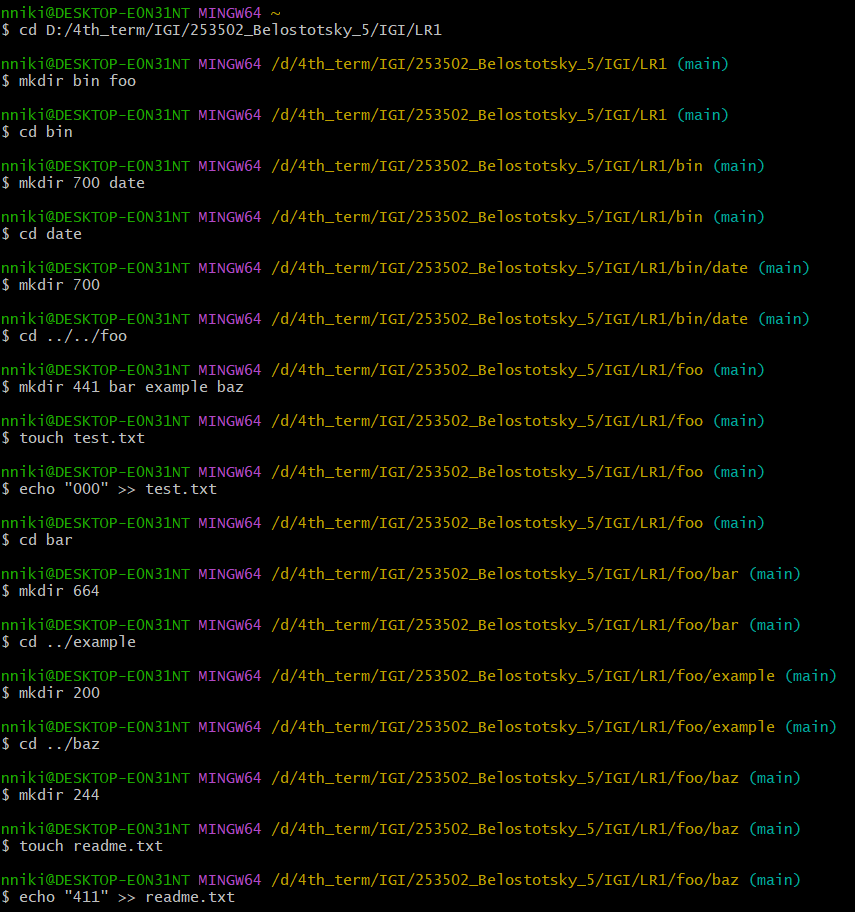 nniki@DESKTOP-E0N31NT MINGW64 ~
$ cd D:/4th_term/IGI/253502_Belostotsky_5/IGI/LR1
nniki@DESKTOP-E0N31NT MINGW64 /d/4th_term/IGI/253502_Belostotsky_5/IGI/LR1 (main)
$ mkdir bin foo
nniki@DESKTOP-E0N31NT MINGW64 /d/4th_term/IGI/253502_Belostotsky_5/IGI/LR1 (main)
$ cd bin
nniki@DESKTOP-E0N31NT MINGW64 /d/4th_term/IGI/253502_Belostotsky_5/IGI/LR1/bin (main)
$ mkdir 700 date
nniki@DESKTOP-E0N31NT MINGW64 /d/4th_term/IGI/253502_Belostotsky_5/IGI/LR1/bin (main)
$ cd date
nniki@DESKTOP-E0N31NT MINGW64 /d/4th_term/IGI/253502_Belostotsky_5/IGI/LR1/bin/date (main)
$ mkdir 700
nniki@DESKTOP-E0N31NT MINGW64 /d/4th_term/IGI/253502_Belostotsky_5/IGI/LR1/bin/date (main)
$ cd ../../foo
nniki@DESKTOP-E0N31NT MINGW64 /d/4th_term/IGI/253502_Belostotsky_5/IGI/LR1/foo (main)
$ mkdir 441 bar example baz
nniki@DESKTOP-E0N31NT MINGW64 /d/4th_term/IGI/253502_Belostotsky_5/IGI/LR1/foo (main)
$ touch test.txt
nniki@DESKTOP-E0N31NT MINGW64 /d/4th_term/IGI/253502_Belostotsky_5/IGI/LR1/foo (main)
$ echo "000" >> test.txt
nniki@DESKTOP-E0N31NT MINGW64 /d/4th_term/IGI/253502_Belostotsky_5/IGI/LR1/foo (main)
$ cd bar
nniki@DESKTOP-E0N31NT MINGW64 /d/4th_term/IGI/253502_Belostotsky_5/IGI/LR1/foo/bar (main)
$ mkdir 664
nniki@DESKTOP-E0N31NT MINGW64 /d/4th_term/IGI/253502_Belostotsky_5/IGI/LR1/foo/bar (main)
$ cd ../example
nniki@DESKTOP-E0N31NT MINGW64 /d/4th_term/IGI/253502_Belostotsky_5/IGI/LR1/foo/example (main)
$ mkdir 200
nniki@DESKTOP-E0N31NT MINGW64 /d/4th_term/IGI/253502_Belostotsky_5/IGI/LR1/foo/example (main)
$ cd ../baz
nniki@DESKTOP-E0N31NT MINGW64 /d/4th_term/IGI/253502_Belostotsky_5/IGI/LR1/foo/baz (main)
$ mkdir 244
nniki@DESKTOP-E0N31NT MINGW64 /d/4th_term/IGI/253502_Belostotsky_5/IGI/LR1/foo/baz (main)
$ touch readme.txt
nniki@DESKTOP-E0N31NT MINGW64 /d/4th_term/IGI/253502_Belostotsky_5/IGI/LR1/foo/baz (main)
$ echo "411" >> readme.txt